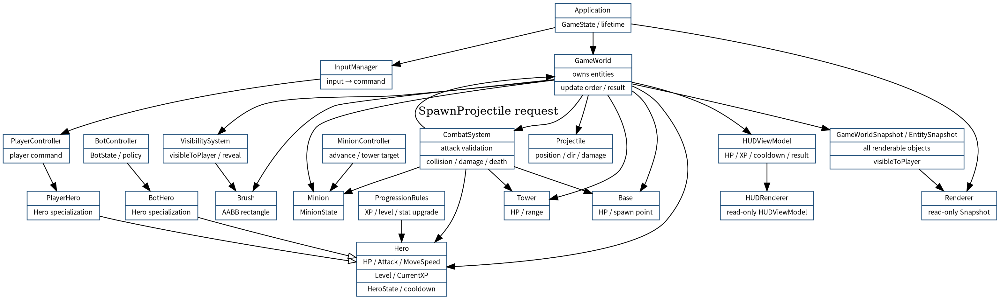 Application
GameState / lifetime
InputManager
input → command
GameWorld
owns entities
update order / result
SpawnProjectile request
PlayerController
player command
BotController
BotState / policy
VisibilitySystem
visibleToPlayer / reveal
MinionController
advance / tower target
CombatSystem
attack validation
collision / damage / death
Projectile
position / dir / damage
HUDViewModel
HP / XP / cooldown / result
GameWorldSnapshot / EntitySnapshot
all renderable objects
visibleToPlayer
PlayerHero
Hero specialization
BotHero
Hero specialization
Brush
AABB rectangle
Minion
MinionState
ProgressionRules
XP / level / stat upgrade
Tower
HP / range
Base
HP / spawn point
HUDRenderer
read-only HUDViewModel
Renderer
read-only Snapshot
Hero
HP / Attack / MoveSpeed
Level / CurrentXP
HeroState / cooldown